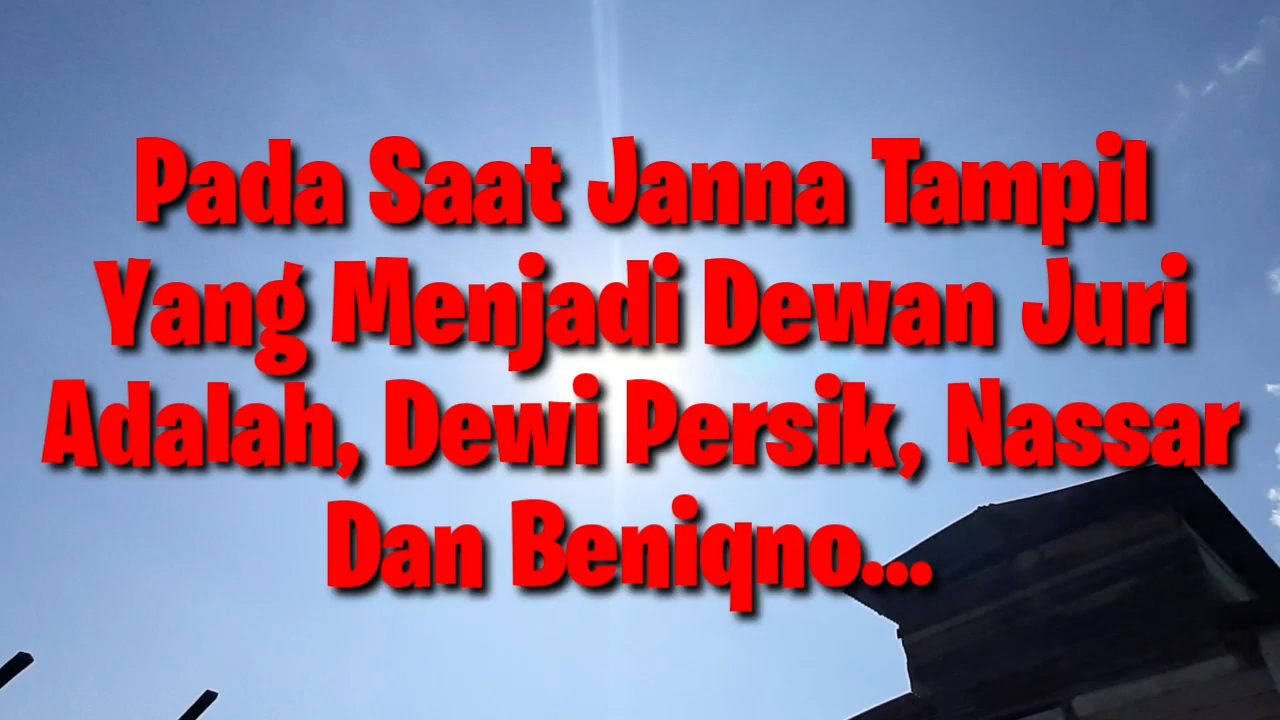 Pada Saat Janna Tampil
Yang Menjadi Dewan Juri
Adalah, Dewi Persik, Nassar
Dan Beniqno...